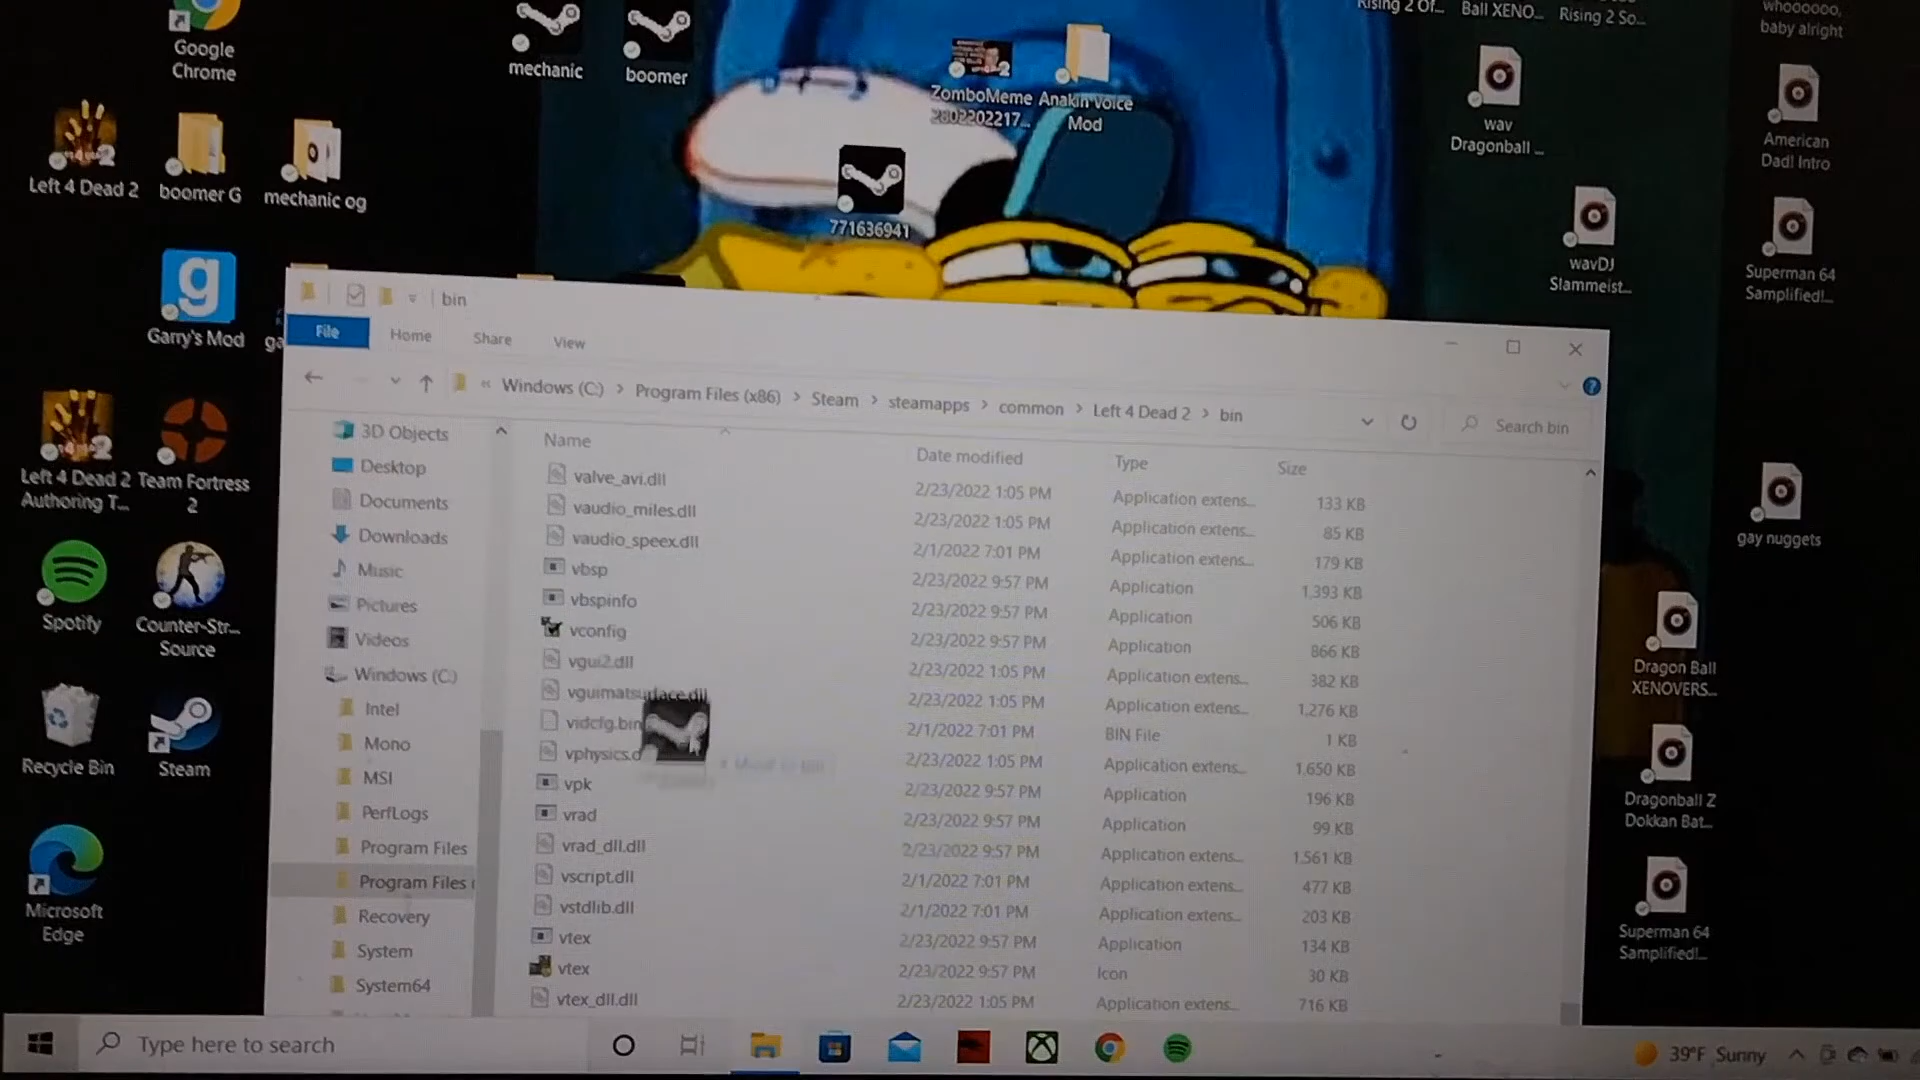 Google
Chrome
mechanic
boomer
ZomboMeme
2802202217...
Anakin Voice
Mod
Rising 2 Of...
Ball XENO...
Rising 2 So...
whoooooo,
baby alright
wav
Dragonball ...
American
Dad! Intro
Left 4 Dead 2
boomer G
mechanic og
771636941
wavDJ
Slammeist...
Superman 64
Samplified!...
Garry's Mod
ga
bin
File
Home
Share
View
Windows (C:) > Program Files (x86) > Steam > steamapps > common > Left 4 Dead 2 > bin
Search bin
3D Objects
Desktop
Documents
Downloads
Music
Pictures
Videos
Windows (C:)
Intel
Mono
MSI
PerfLogs
Program Files
Program Files (
Recovery
System
System64
Name Date modified Type Size
valve_avi.dll 2/23/2022 1:05 PM Application extens... 133 KB
vaudio_miles.dll 2/23/2022 1:05 PM Application extens... 85 KB
vaudio_speex.dll 2/1/2022 7:01 PM Application extens... 179 KB
vbsp 2/23/2022 9:57 PM Application 1,393 KB
vbspinfo 2/23/2022 9:57 PM Application 506 KB
vconfig 2/23/2022 9:57 PM Application 866 KB
vgui2.dll 2/23/2022 1:05 PM Application extens... 382 KB
vguimatsurface.dll 2/23/2022 1:05 PM Application extens... 1,276 KB
vidcfg.bin 2/1/2022 7:01 PM BIN File 1 KB
vphysics.d 2/23/2022 1:05 PM Application extens... 1,650 KB
vpk 2/23/2022 9:57 PM Application 196 KB
vrad 2/23/2022 9:57 PM Application 99 KB
vrad_dll.dll 2/23/2022 9:57 PM Application extens... 1,561 KB
vscript.dll 2/1/2022 7:01 PM Application extens... 477 KB
vstdlib.dll 2/1/2022 7:01 PM Application extens... 203 KB
vtex 2/23/2022 9:57 PM Application 134 KB
vtex 2/23/2022 9:57 PM Icon 30 KB
vtex_dll.dll 2/23/2022 1:05 PM Application extens... 716 KB
Left 4 Dead 2
Authoring T...
Team Fortress
2
Spotify
Counter-Str...
Source
Recycle Bin
Steam
Microsoft
Edge
gay nuggets
Dragon Ball
XENOVERS...
Dragonball Z
Dokkan Bat...
Superman 64
Samplified!...
Type here to search
39°F Sunny